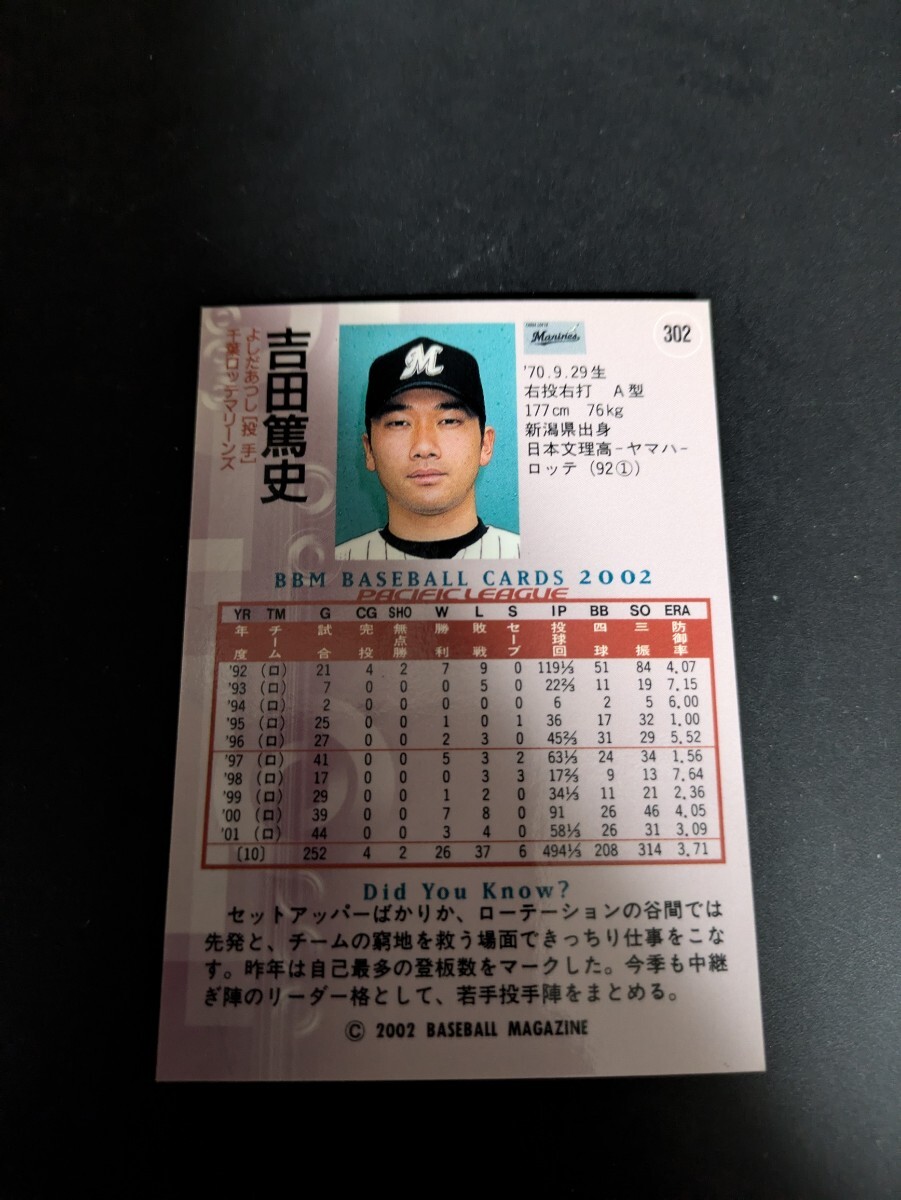 302
吉田篤史
よしだあつし［投手］
千葉ロッテマリーンズ
M
Marines
'70.9.29生
右投右打 A型
177cm 76kg
新潟県出身
日本文理高-ヤマハ-
ロッテ（92①）
BBM BASEBALL CARDS 2002
PACIFIC LEAGUE
YR TM G CG SHO W L S IP BB SO ERA
年度 チーム 試合 完投 無点勝 勝利 敗戦 セーブ 投球回 四球 三振 防御率
'92 (ロ) 21 4 2 7 9 0 119⅓ 51 84 4.07
'93 (ロ) 7 0 0 0 5 0 22⅔ 11 19 7.15
'94 (ロ) 2 0 0 0 0 0 6 2 5 6.00
'95 (ロ) 25 0 0 1 0 1 36 17 32 1.00
'96 (ロ) 27 0 0 2 3 0 45⅔ 31 29 5.52
'97 (ロ) 41 0 0 5 3 2 63⅓ 24 34 1.56
'98 (ロ) 17 0 0 0 3 3 17⅔ 9 13 7.64
'99 (ロ) 29 0 0 1 2 0 34⅓ 11 21 2.36
'00 (ロ) 39 0 0 7 8 0 91 26 46 4.05
'01 (ロ) 44 0 0 3 4 0 58⅓ 26 31 3.09
〔10〕 252 4 2 26 37 6 494⅓ 208 314 3.71
Did You Know?
セットアッパーばかりか、ローテーションの谷間では
先発と、チームの窮地を救う場面できっちり仕事をこな
す。昨年は自己最多の登板数をマークした。今季も中継
ぎ陣のリーダー格として、若手投手陣をまとめる。
© 2002 BASEBALL MAGAZINE